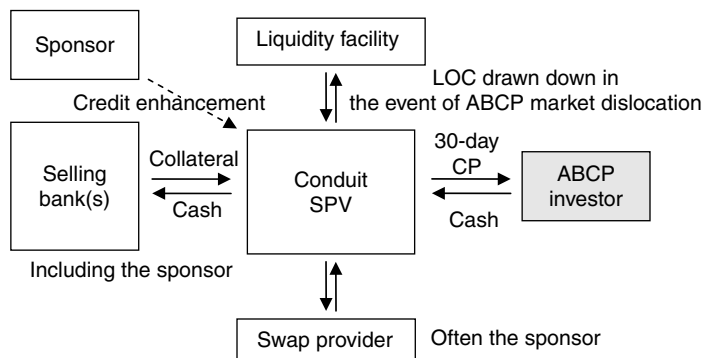 Sponsor
Liquidity facility
Credit enhancement
LOC drawn down in
the event of ABCP market dislocation
Selling
bank(s)
Collateral
Cash
Conduit
SPV
30-day
CP
Cash
ABCP
investor
Including the sponsor
Swap provider
Often the sponsor